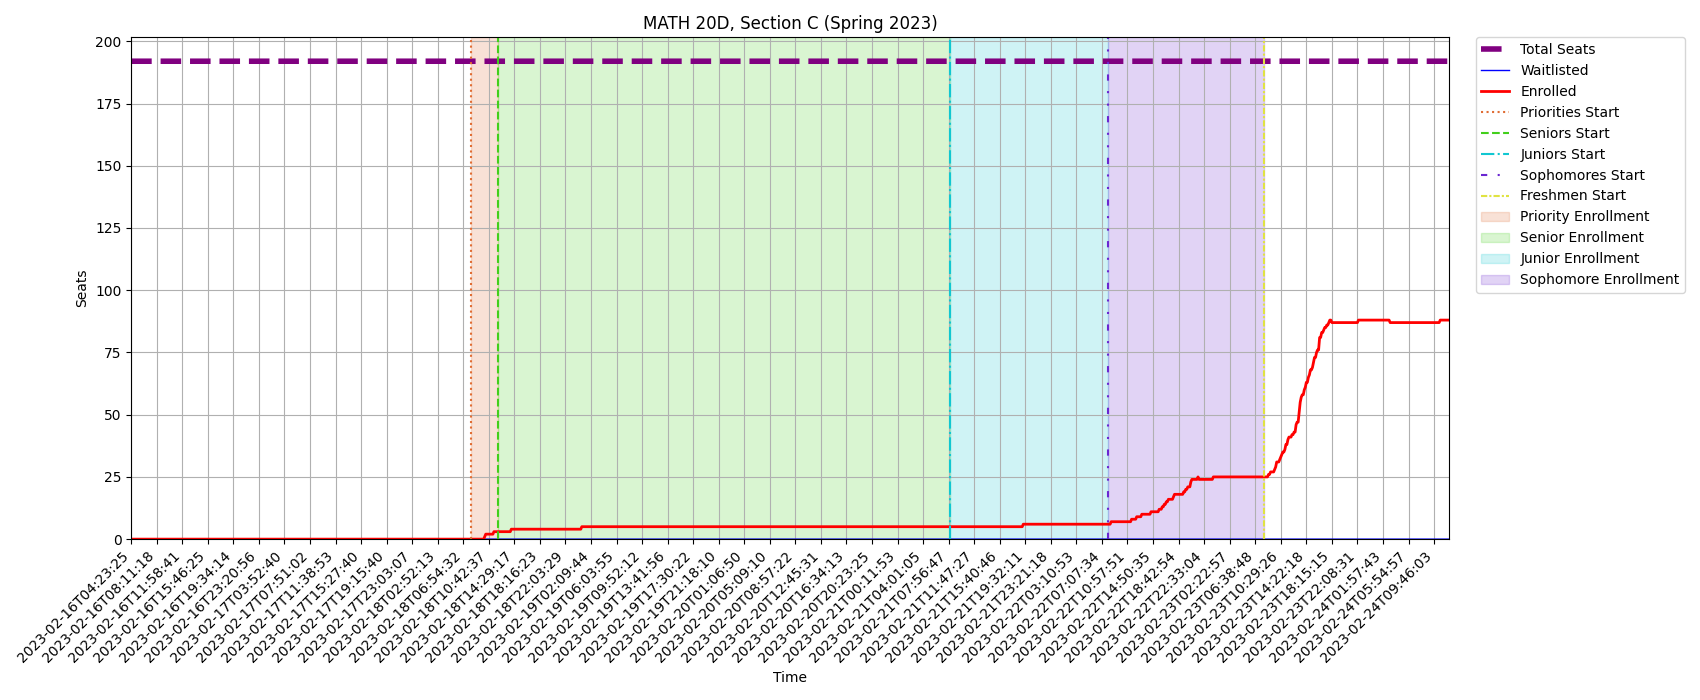 MATH 20D, Section C (Spring 2023)
200
175
150
125
100
75
50
25
0
Seats
2023-02-16T04:23:25
2023-02-16T08:11:18
2023-02-16T11:58:41
2023-02-16T15:46:25
2023-02-16T19:34:14
2023-02-16T23:20:56
2023-02-17T03:52:40
2023-02-17T07:51:02
2023-02-17T11:38:53
2023-02-17T15:27:40
2023-02-17T19:15:40
2023-02-17T23:03:07
2023-02-18T02:52:13
2023-02-18T06:54:32
2023-02-18T10:42:37
2023-02-18T14:29:17
2023-02-18T18:16:23
2023-02-18T22:03:29
2023-02-19T02:09:44
2023-02-19T06:03:55
2023-02-19T09:52:12
2023-02-19T13:41:56
2023-02-19T17:30:22
2023-02-19T21:18:10
2023-02-20T01:06:50
2023-02-20T05:09:10
2023-02-20T08:57:22
2023-02-20T12:45:31
2023-02-20T16:34:13
2023-02-20T20:23:25
2023-02-21T00:11:53
2023-02-21T04:01:05
2023-02-21T07:56:47
2023-02-21T11:47:27
2023-02-21T15:40:46
2023-02-21T19:32:11
2023-02-21T23:21:18
2023-02-22T03:10:53
2023-02-22T07:07:34
2023-02-22T10:57:51
2023-02-22T14:50:35
2023-02-22T18:42:54
2023-02-22T22:33:04
2023-02-23T02:22:57
2023-02-23T06:38:48
2023-02-23T10:29:26
2023-02-23T14:22:18
2023-02-23T18:15:15
2023-02-23T22:08:31
2023-02-24T01:57:43
2023-02-24T05:54:57
2023-02-24T09:46:03
Time
Total Seats
Waitlisted
Enrolled
Priorities Start
Seniors Start
Juniors Start
Sophomores Start
Freshmen Start
Priority Enrollment
Senior Enrollment
Junior Enrollment
Sophomore Enrollment